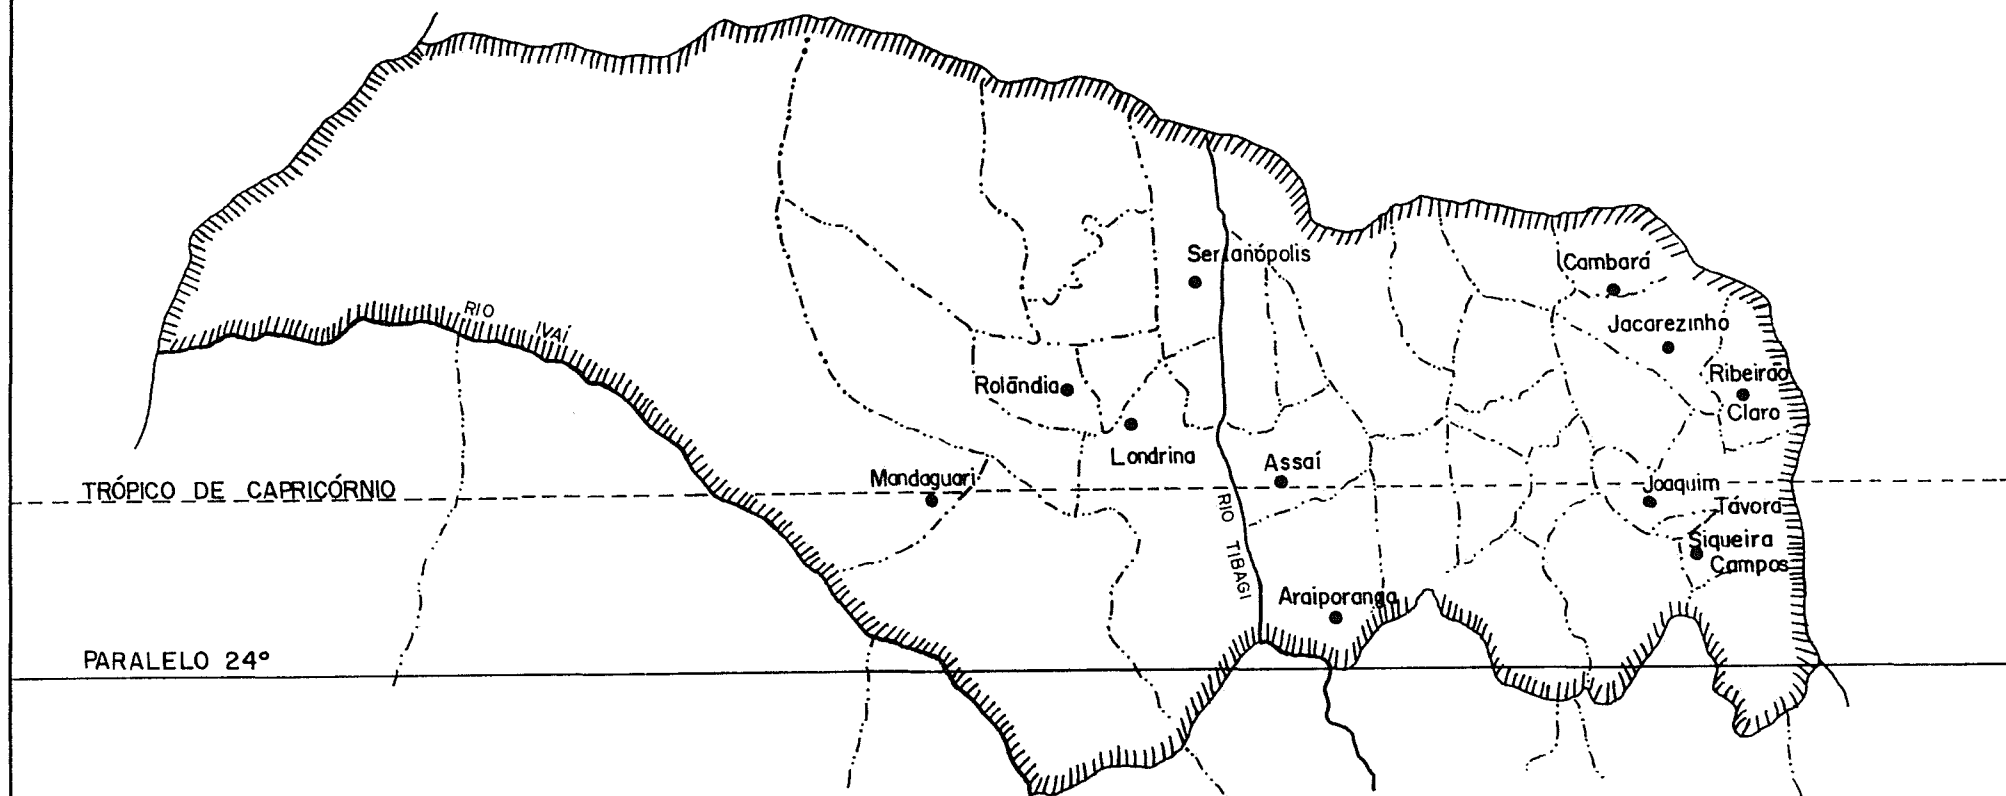 RIO IVAÍ
Sertanópolis
Cambará
Jacarezinho
Ribeirão
Claro
Rolândia
Londrina
Assaí
Mandaguari
TRÓPICO DE CAPRICÓRNIO
Joaquim
Távora
RIO TIBAGI
Siqueira
Campos
Araiporanga
PARALELO 24º